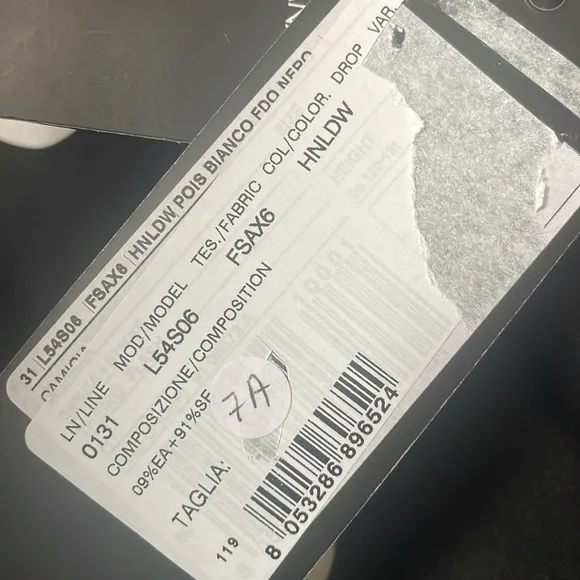 31 | L54S06 | FSAX6 | HNLDW POIS BIANCO FDO NERO
CAMICIA
LN/LINE MOD/MODEL TES./FABRIC COL/COLOR. DROP VAR.
0131 L54S06 FSAX6 HNLDW
COMPOSIZIONE/COMPOSITION
09%EA+91%SF
TAGLIA:
7A
119
8 053286 896524